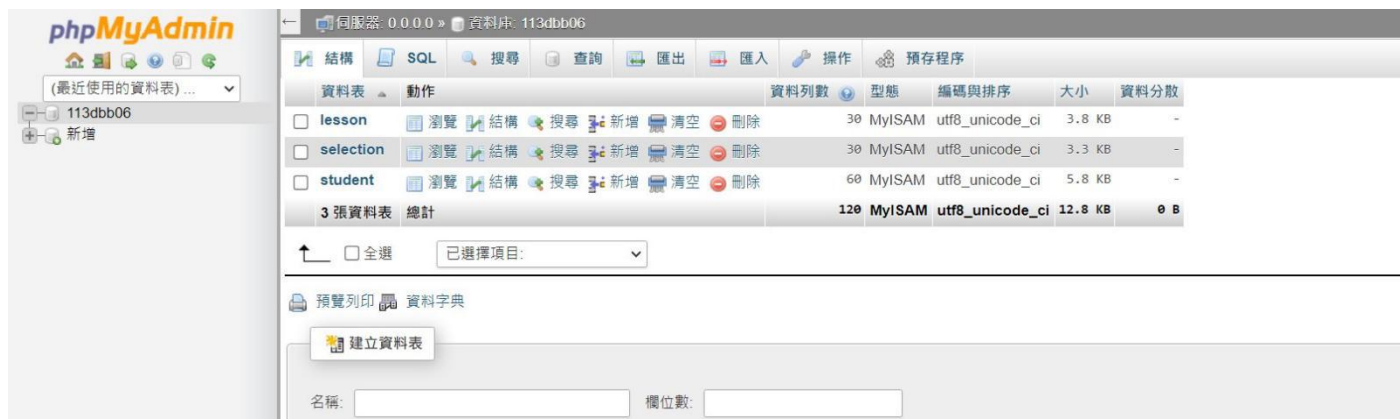 phpMyAdmin
(最近使用的資料表) ...
113dbb06
新增
← 伺服器: 0.0.0.0 » 資料庫: 113dbb06
結構 SQL 搜尋 查詢 匯出 匯入 操作 預存程序
資料表 動作 資料列數 型態 編碼與排序 大小 資料分散
lesson 瀏覽 結構 搜尋 新增 清空 刪除 30 MyISAM utf8_unicode_ci 3.8 KB -
selection 瀏覽 結構 搜尋 新增 清空 刪除 30 MyISAM utf8_unicode_ci 3.3 KB -
student 瀏覽 結構 搜尋 新增 清空 刪除 60 MyISAM utf8_unicode_ci 5.8 KB -
3 張資料表 總計 120 MyISAM utf8_unicode_ci 12.8 KB 0 B
全選 已選擇項目:
預覽列印 資料字典
建立資料表
名稱: 欄位數: